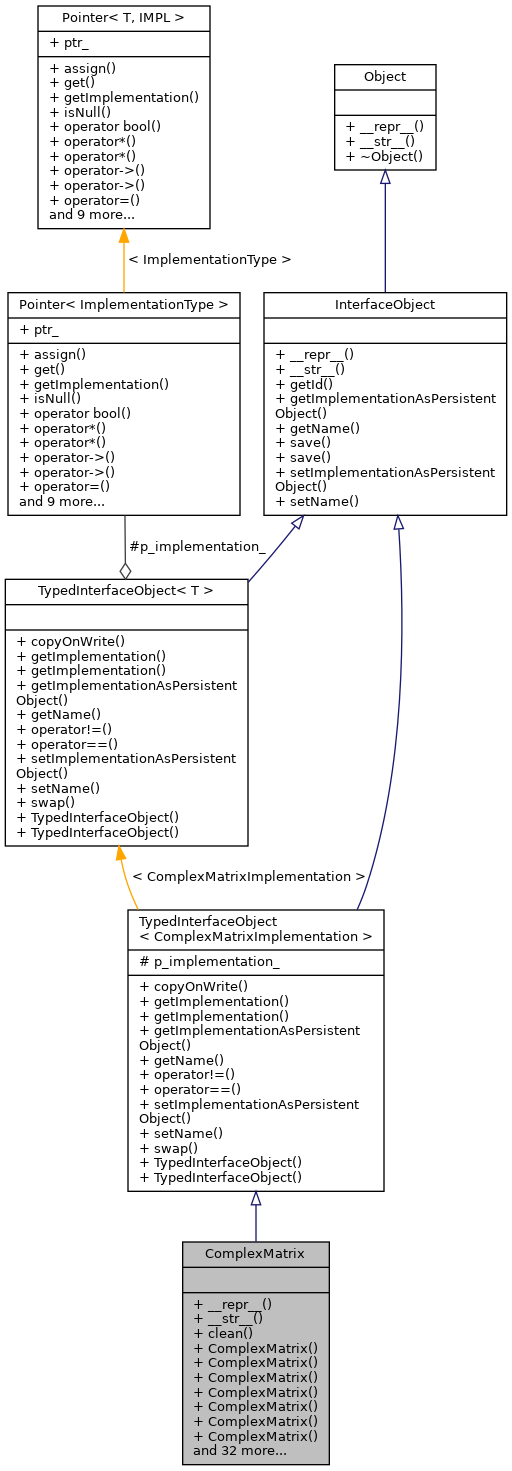 Pointer< T, IMPL >
+ ptr_
+ assign()
+ get()
+ getImplementation()
+ isNull()
+ operator bool()
+ operator*()
+ operator*()
+ operator->()
+ operator->()
+ operator=()
and 9 more...
Object
+ __repr__()
+ __str__()
+ ~Object()
< ImplementationType >
Pointer< ImplementationType >
+ ptr_
+ assign()
+ get()
+ getImplementation()
+ isNull()
+ operator bool()
+ operator*()
+ operator*()
+ operator->()
+ operator->()
+ operator=()
and 9 more...
InterfaceObject
+ __repr__()
+ __str__()
+ getId()
+ getImplementationAsPersistent
Object()
+ getName()
+ save()
+ save()
+ setImplementationAsPersistent
Object()
+ setName()
#p_implementation_
TypedInterfaceObject< T >
+ copyOnWrite()
+ getImplementation()
+ getImplementation()
+ getImplementationAsPersistent
Object()
+ getName()
+ operator!=()
+ operator==()
+ setImplementationAsPersistent
Object()
+ setName()
+ swap()
+ TypedInterfaceObject()
+ TypedInterfaceObject()
< ComplexMatrixImplementation >
TypedInterfaceObject
< ComplexMatrixImplementation >
# p_implementation_
+ copyOnWrite()
+ getImplementation()
+ getImplementation()
+ getImplementationAsPersistent
Object()
+ getName()
+ operator!=()
+ operator==()
+ setImplementationAsPersistent
Object()
+ setName()
+ swap()
+ TypedInterfaceObject()
+ TypedInterfaceObject()
ComplexMatrix
+ __repr__()
+ __str__()
+ clean()
+ ComplexMatrix()
+ ComplexMatrix()
+ ComplexMatrix()
+ ComplexMatrix()
+ ComplexMatrix()
+ ComplexMatrix()
+ ComplexMatrix()
and 32 more...